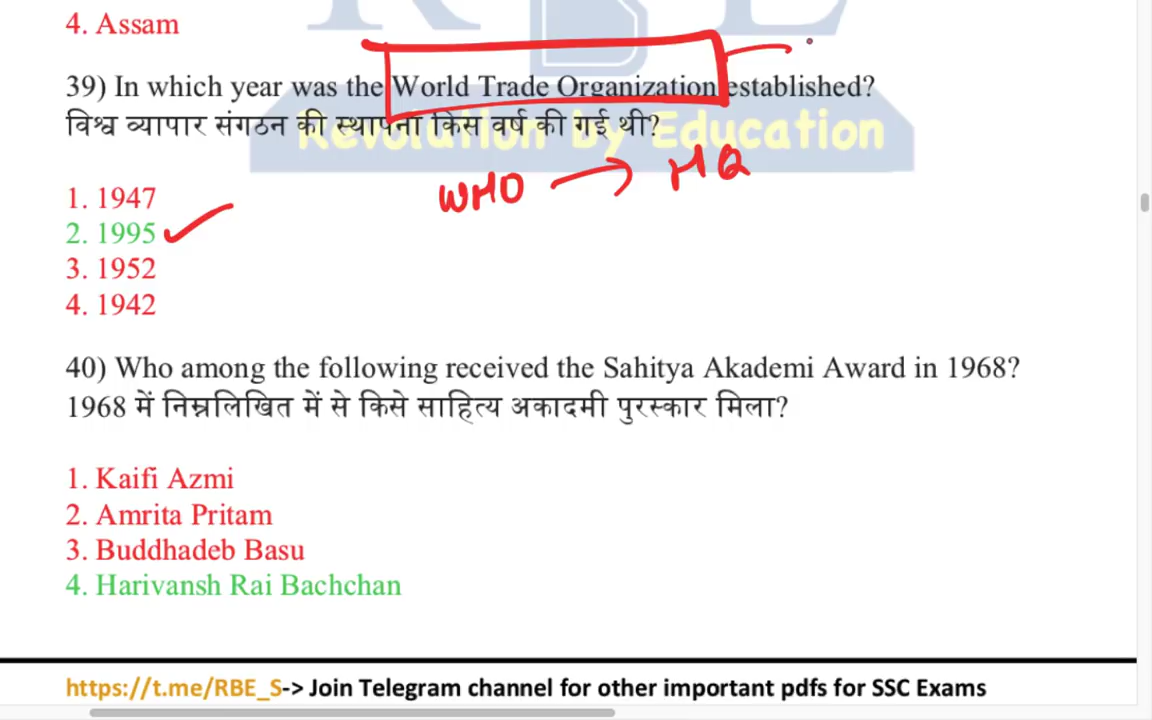 4. Assam
39) In which year was the World Trade Organization established?
विश्व व्यापार संगठन की स्थापना किस वर्ष की गई थी?
Revolution by Education
WHO → HQ
1. 1947
2. 1995
3. 1952
4. 1942
40) Who among the following received the Sahitya Akademi Award in 1968?
1968 में निम्नलिखित में से किसे साहित्य अकादमी पुरस्कार मिला?
1. Kaifi Azmi
2. Amrita Pritam
3. Buddhadeb Basu
4. Harivansh Rai Bachchan
https://t.me/RBE_S-> Join Telegram channel for other important pdfs for SSC Exams